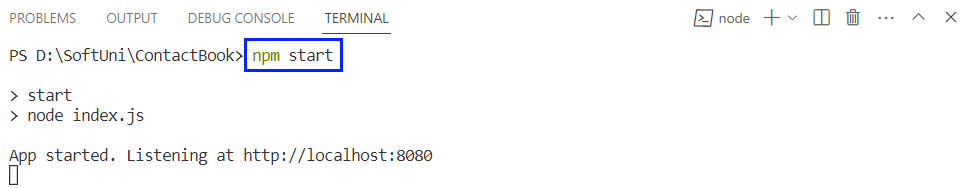 PROBLEMS OUTPUT DEBUG CONSOLE TERMINAL node
PS D:\SoftUni\ContactBook> npm start
> start
> node index.js
App started. Listening at http://localhost:8080